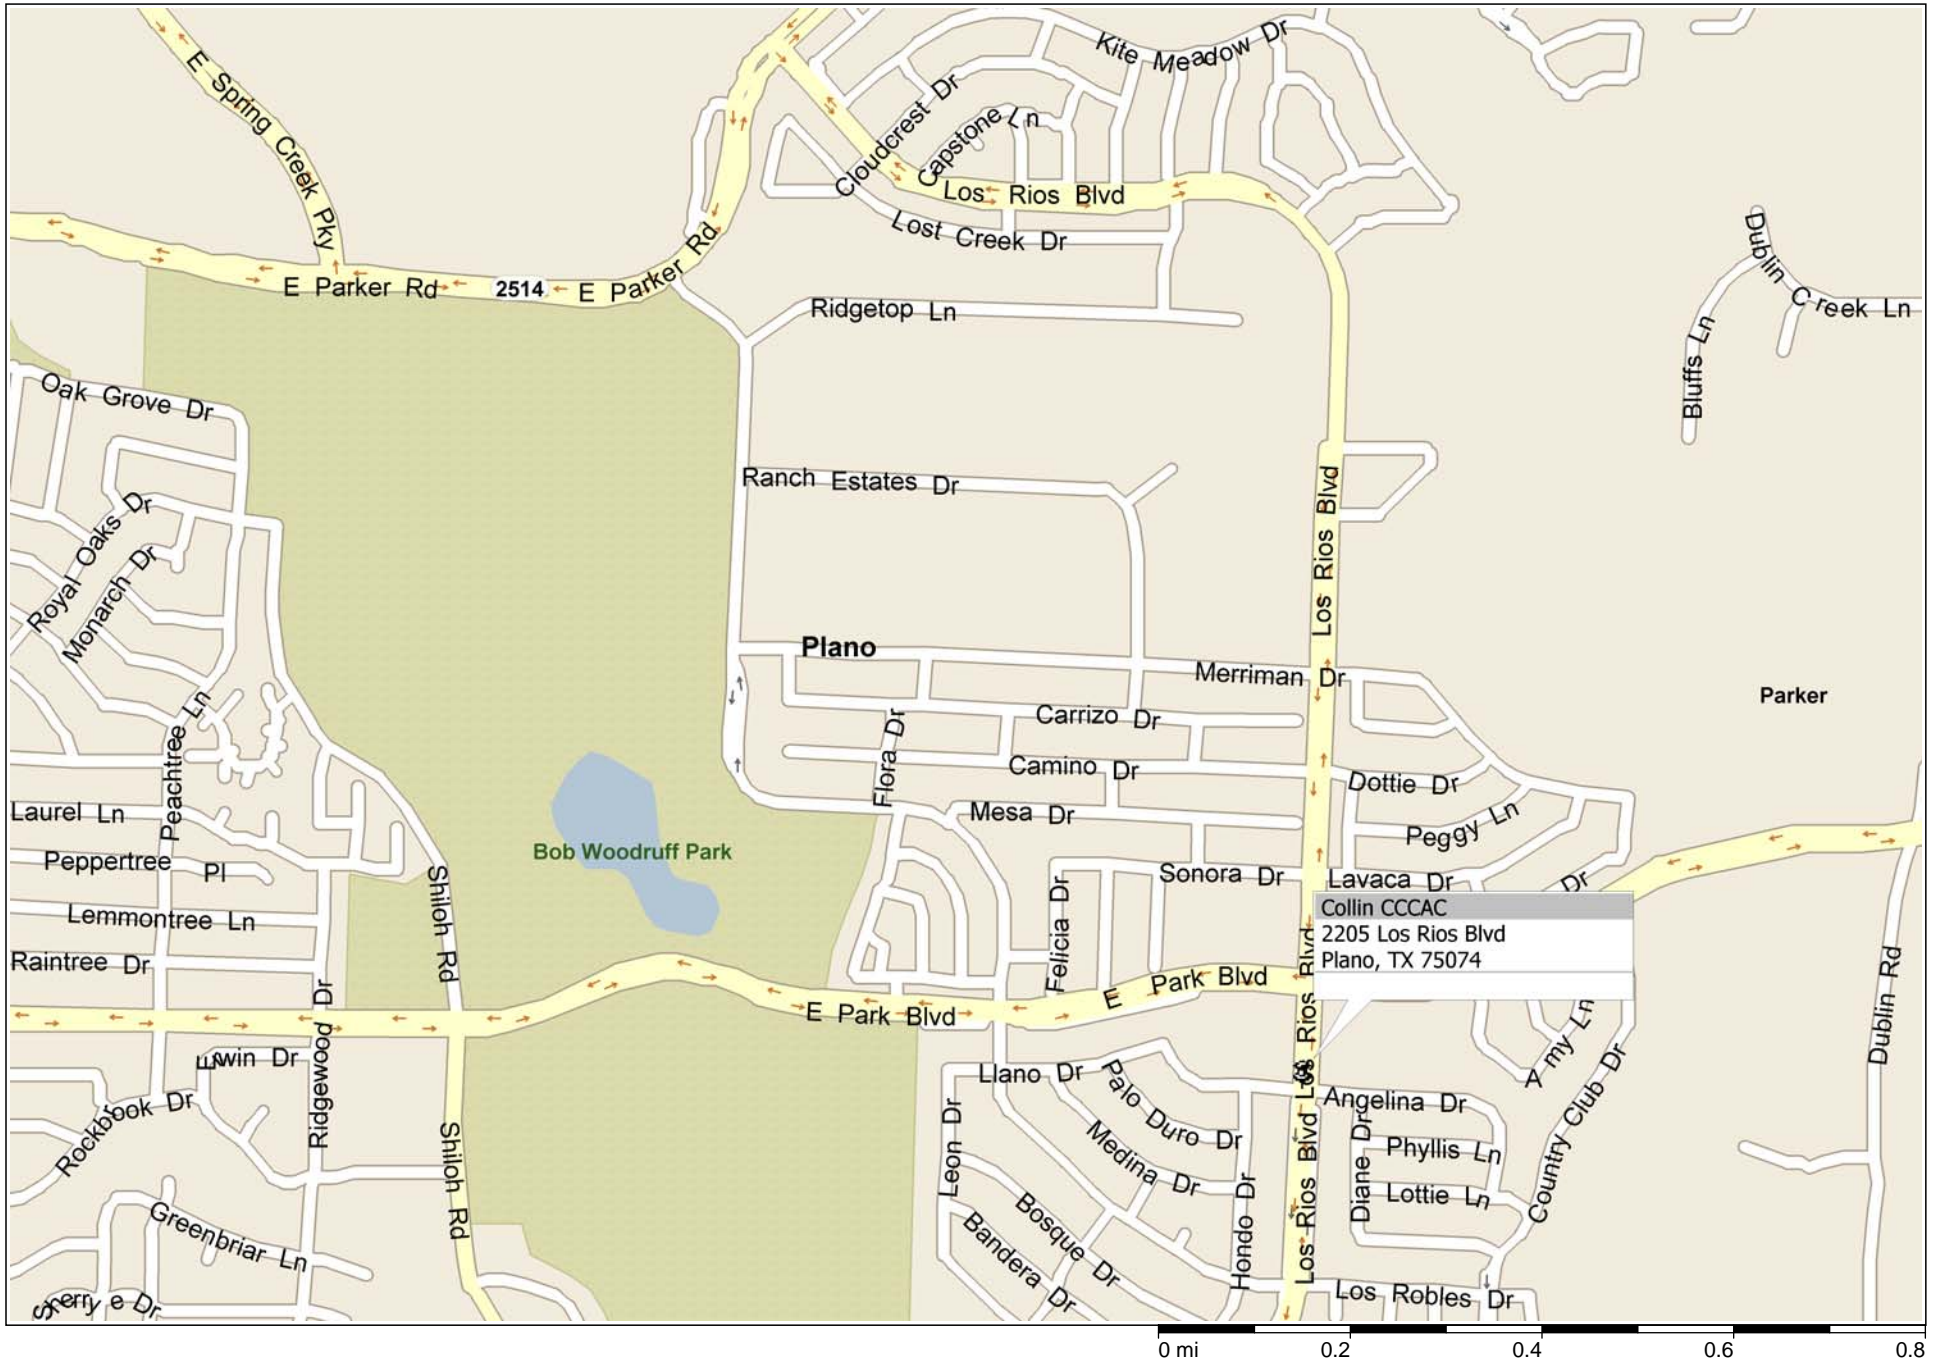 Kite Meadow Dr
E Spring Creek Pky
Cloudcrest Dr
Capstone Ln
Los Rios Blvd
Lost Creek Dr
E Parker Rd
2514
E Parker Rd
Ridgetop Ln
Dublin Creek Ln
Bluffs Ln
Oak Grove Dr
Ranch Estates Dr
Los Rios Blvd
Royal Oaks Dr
Monarch Dr
Plano
Merriman Dr
Parker
Carrizo Dr
Peachtree Ln
Flora Dr
Camino Dr
Dottie Dr
Laurel Ln
Mesa Dr
Peggy Ln
Bob Woodruff Park
Peppertree Pl
Shiloh Rd
Sonora Dr
Lavaca Dr
Dr
Felicia Dr
Collin CCCAC
2205 Los Rios Blvd
Plano, TX 75074
Lemmontree Ln
Raintree Dr
Ridgewood Dr
E Park Blvd
E Park Blvd
Los Rios Blvd
Dublin Rd
Erwin Dr
Llano Dr
Palo Duro Dr
Amy Ln
Country Club Dr
Angelina Dr
Rockbrook Dr
Shiloh Rd
Leon Dr
Medina Dr
Diane Dr
Phyllis Ln
Lottie Ln
Los Rios Blvd
Greenbriar Ln
Bosque Dr
Bandera Dr
Hondo Dr
Los Robles Dr
0 mi 0.2 0.4 0.6 0.8